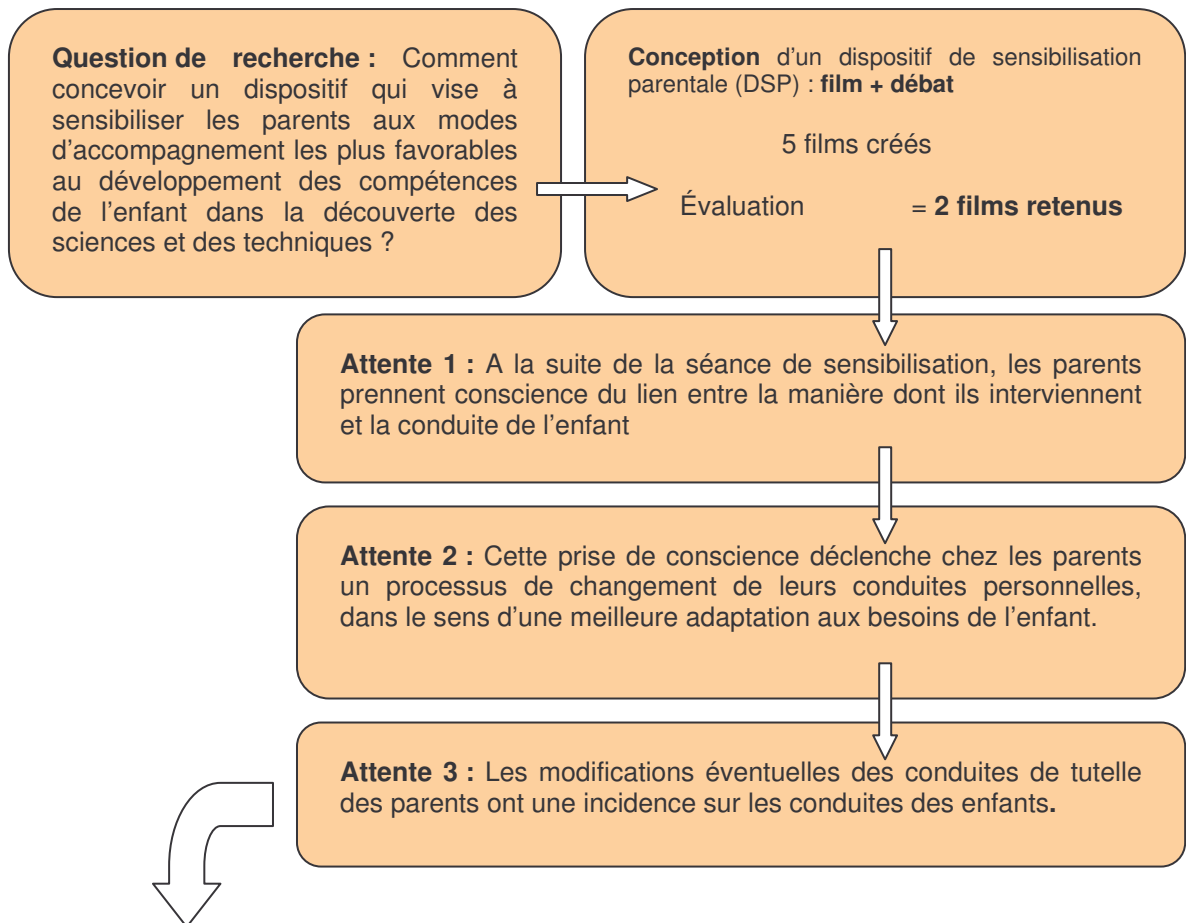 Question de recherche : Comment
concevoir un dispositif qui vise à
sensibiliser les parents aux modes
d’accompagnement les plus favorables
au développement des compétences
de l’enfant dans la découverte des
sciences et des techniques ?
Conception d’un dispositif de sensibilisation
parentale (DSP) : film + débat
5 films créés
Évaluation = 2 films retenus
Attente 1 : A la suite de la séance de sensibilisation, les parents
prennent conscience du lien entre la manière dont ils interviennent
et la conduite de l’enfant
Attente 2 : Cette prise de conscience déclenche chez les parents
un processus de changement de leurs conduites personnelles,
dans le sens d’une meilleure adaptation aux besoins de l’enfant.
Attente 3 : Les modifications éventuelles des conduites de tutelle
des parents ont une incidence sur les conduites des enfants.